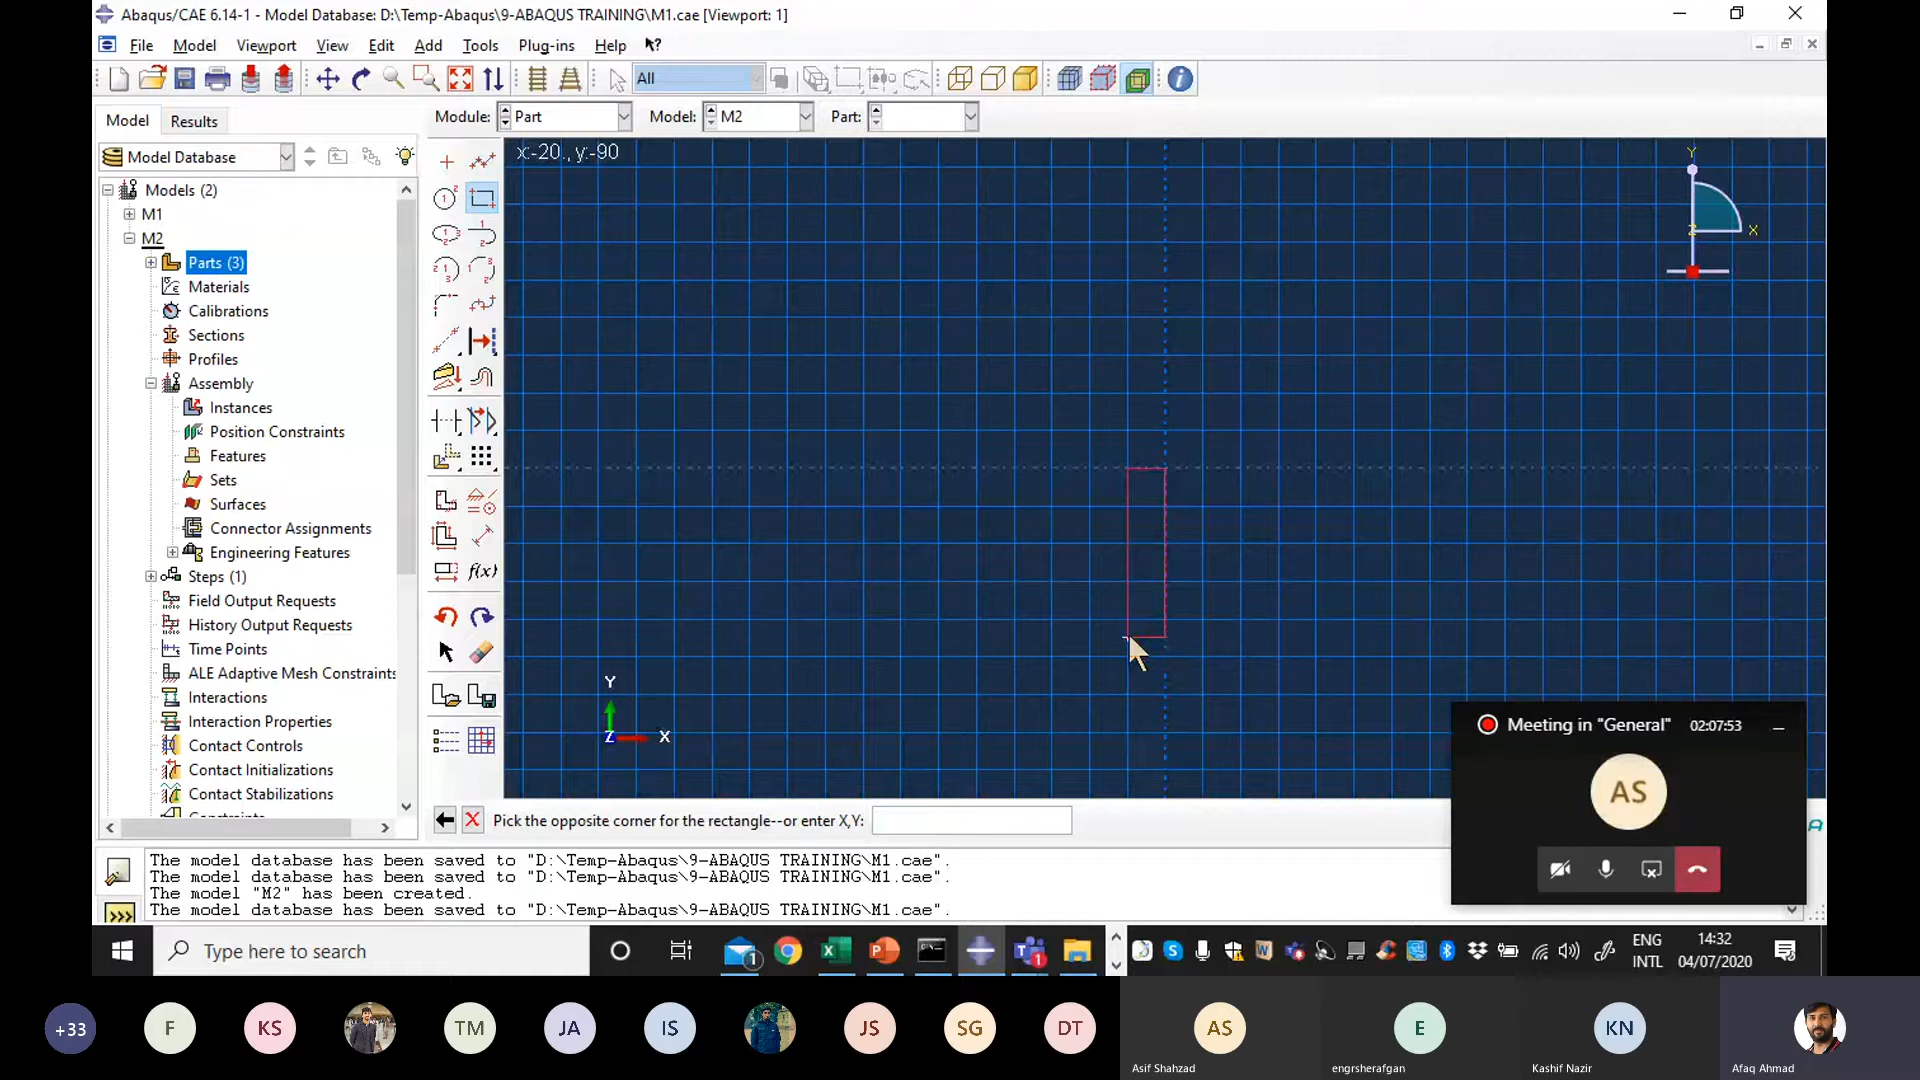 Abaqus/CAE 6.14-1 - Model Database: D:\Temp-Abaqus\9-ABAQUS TRAINING\M1.cae [Viewport: 1]
File Model Viewport View Edit Add Tools Plug-ins Help
All
Model Results
Module: Part Model: M2 Part:
Model Database
x:-20., y:-90
Models (2)
M1
M2
Parts (3)
Materials
Calibrations
Sections
Profiles
Assembly
Instances
Position Constraints
Features
Sets
Surfaces
Connector Assignments
Engineering Features
Steps (1)
Field Output Requests
History Output Requests
Time Points
ALE Adaptive Mesh Constraints
Interactions
Interaction Properties
Contact Controls
Contact Initializations
Contact Stabilizations
f(x)
Y
X
Z
Y
Z X
Pick the opposite corner for the rectangle--or enter X,Y:
The model database has been saved to "D:\Temp-Abaqus\9-ABAQUS TRAINING\M1.cae".
The model database has been saved to "D:\Temp-Abaqus\9-ABAQUS TRAINING\M1.cae".
The model "M2" has been created.
The model database has been saved to "D:\Temp-Abaqus\9-ABAQUS TRAINING\M1.cae".
Meeting in "General" 02:07:53
AS
Type here to search
ENG
INTL
14:32
04/07/2020
+33 F KS TM JA IS JS SG DT AS E KN
Asif Shahzad engrsherafgan Kashif Nazir Afaq Ahmad